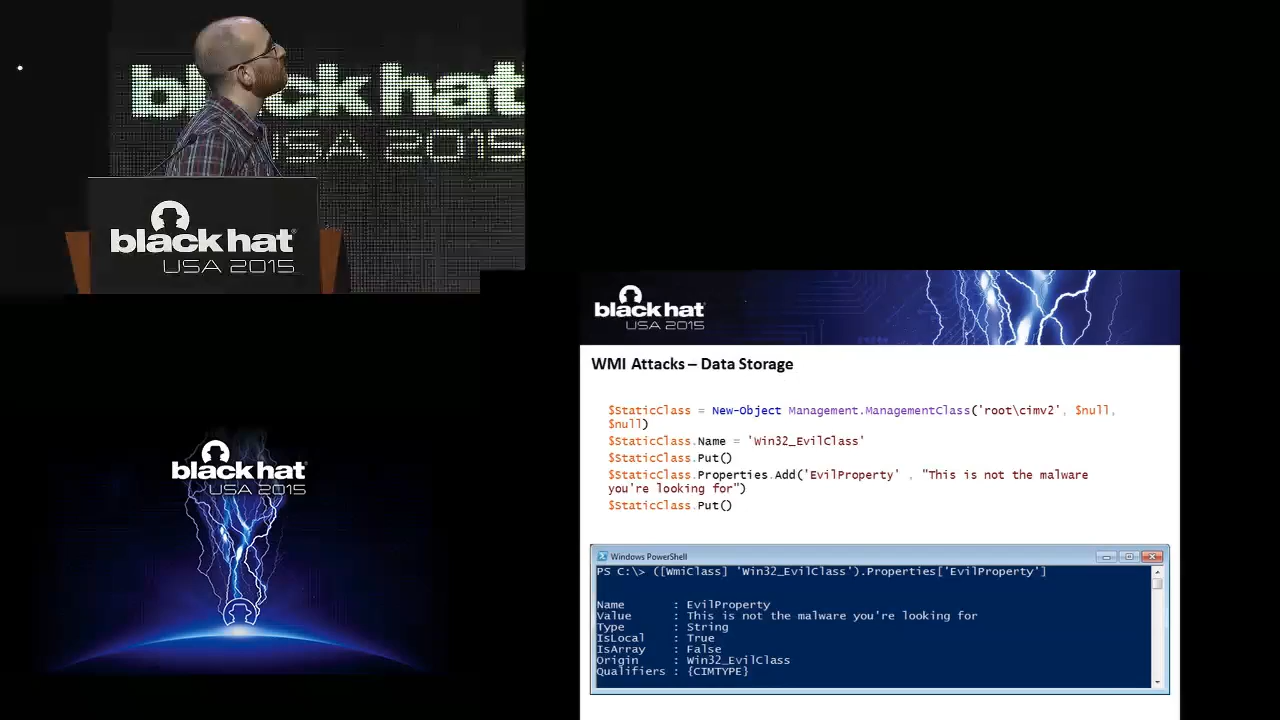 black hat
USA 2015
black hat
USA 2015
black hat
USA 2015
WMI Attacks – Data Storage
$StaticClass = New-Object Management.ManagementClass('root\cimv2', $null,
$null)
$StaticClass.Name = 'Win32_EvilClass'
$StaticClass.Put()
$StaticClass.Properties.Add('EvilProperty' , "This is not the malware
you're looking for")
$StaticClass.Put()
Windows PowerShell
PS C:\> ([WmiClass] 'Win32_EvilClass').Properties['EvilProperty']
Name : EvilProperty
Value : This is not the malware you're looking for
Type : String
IsLocal : True
IsArray : False
Origin : Win32_EvilClass
Qualifiers : {CIMTYPE}
black hat
USA 2015